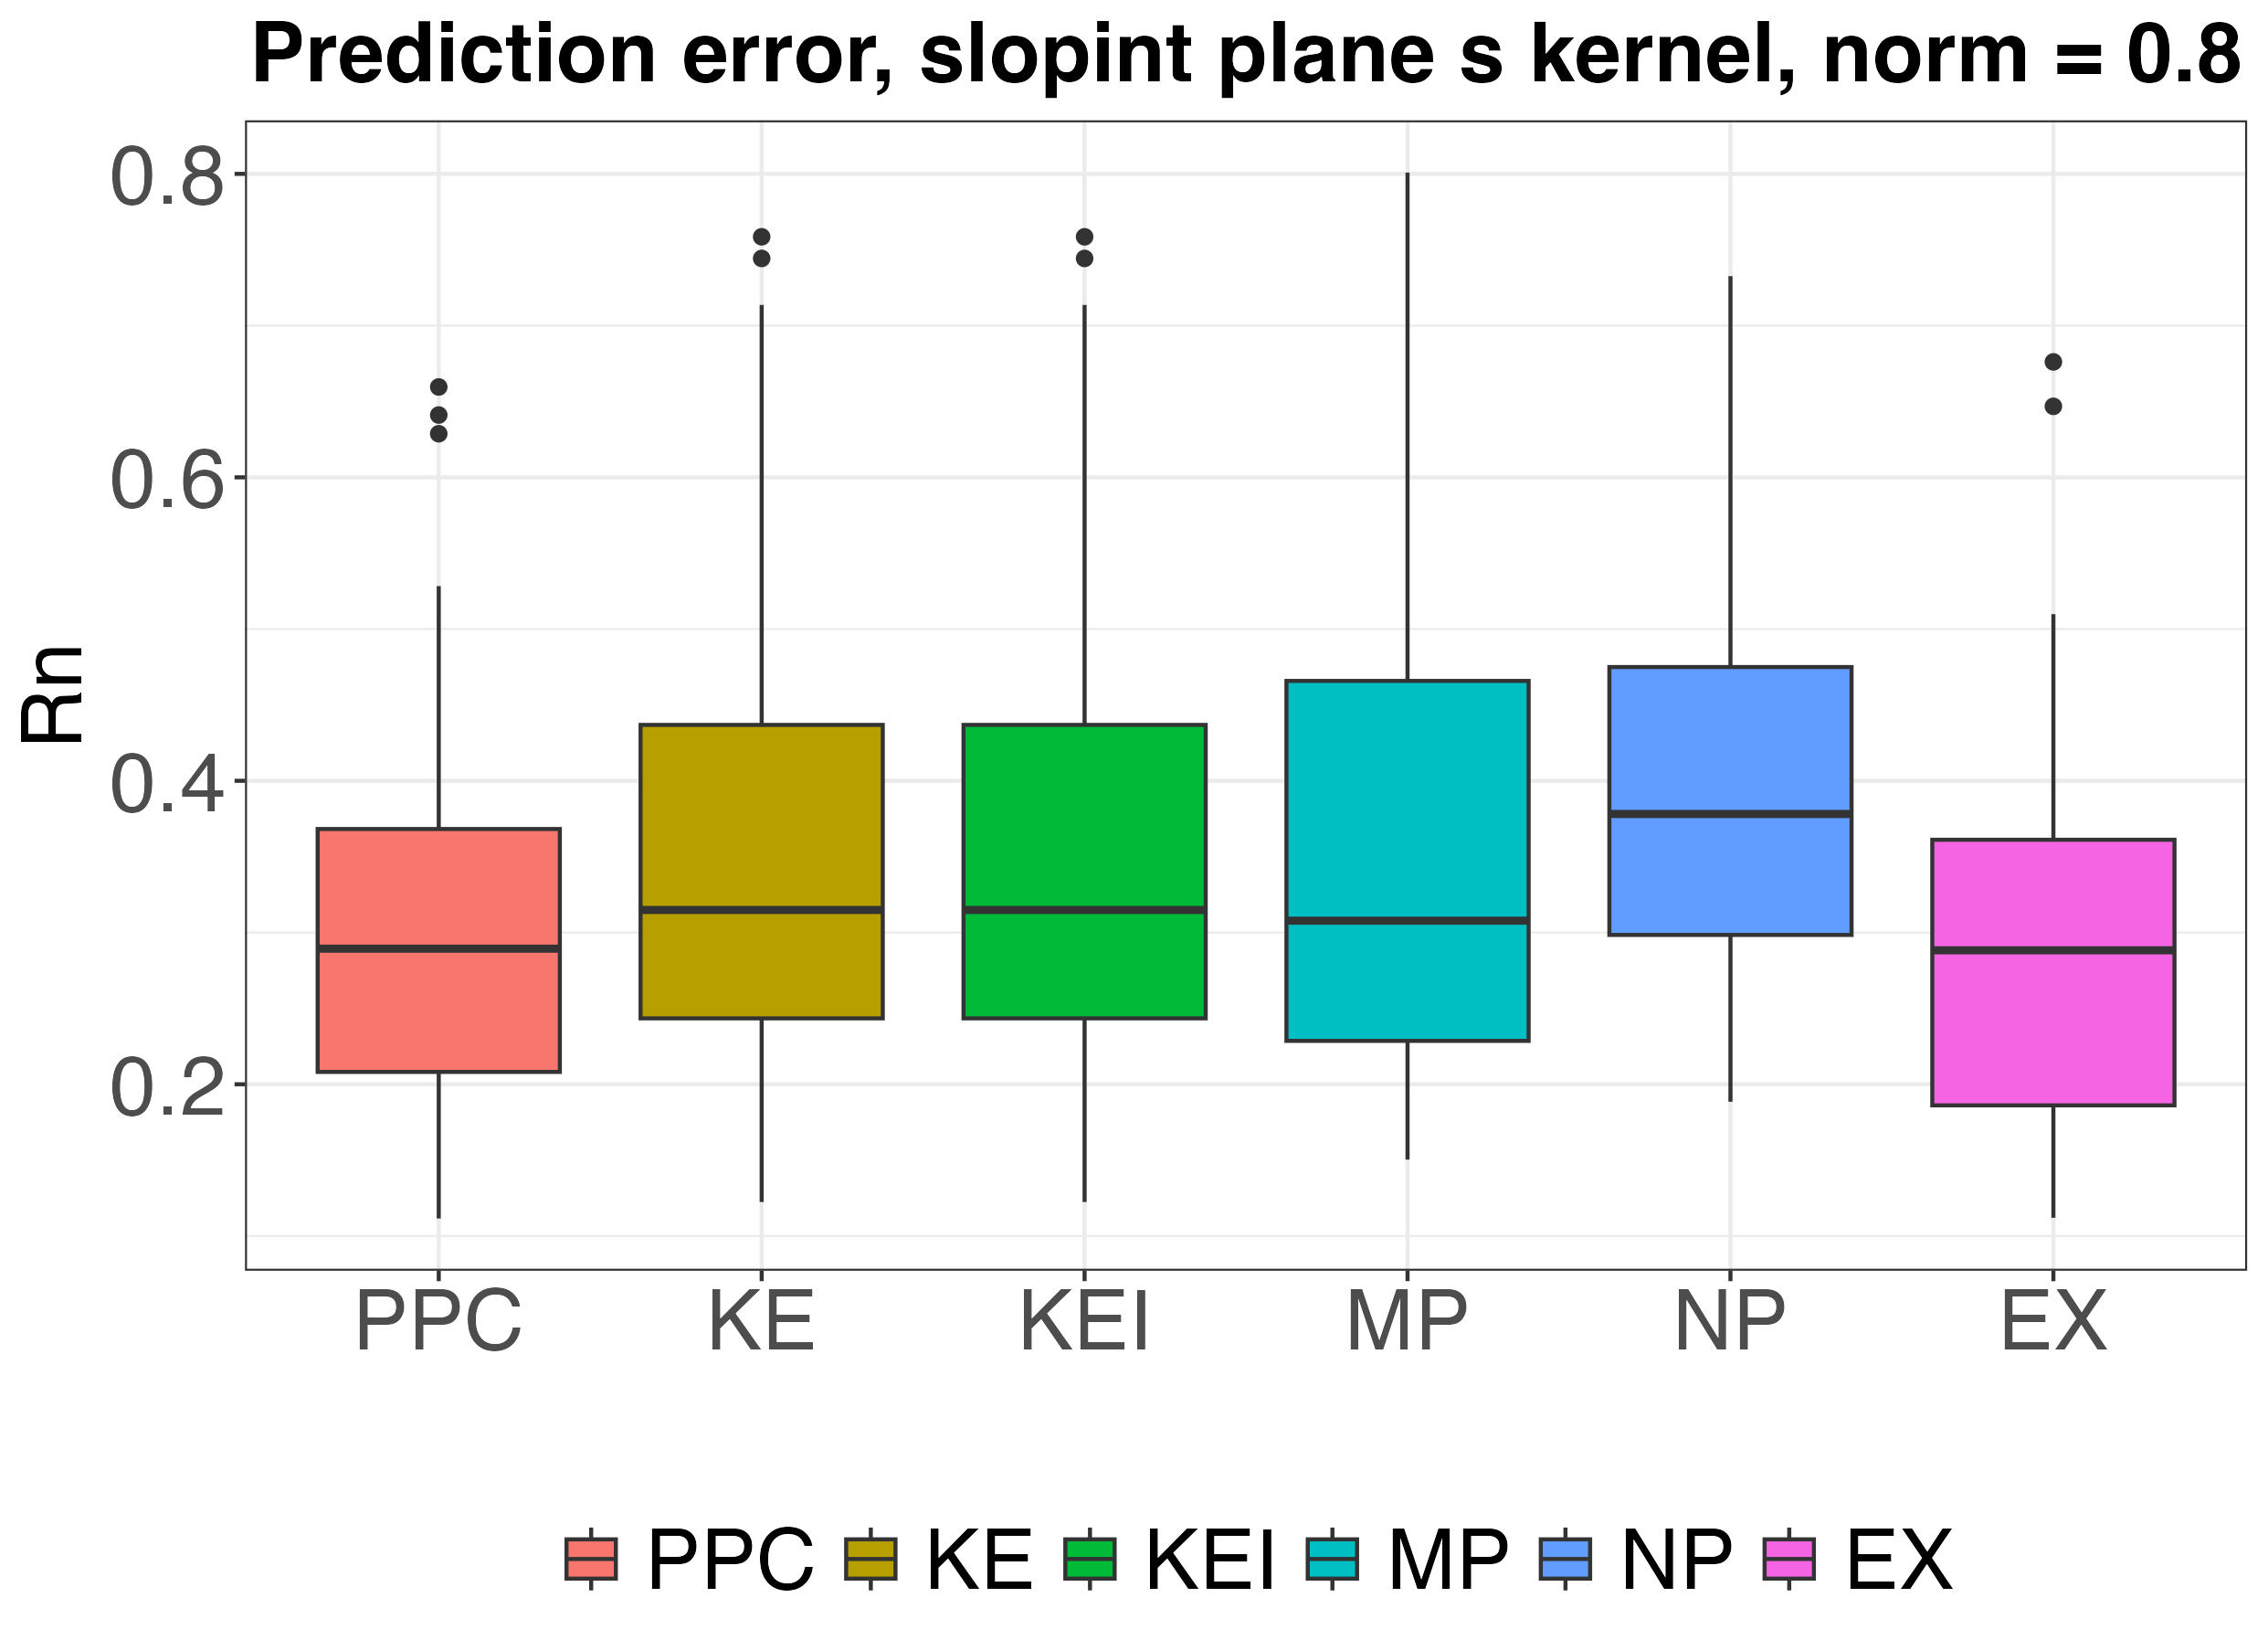 Prediction error, slopint plane s kernel, norm = 0.8
0.8
0.6
0.4
0.2
Rn
PPC KE KEI MP NP EX
PPC KE KEI MP NP EX